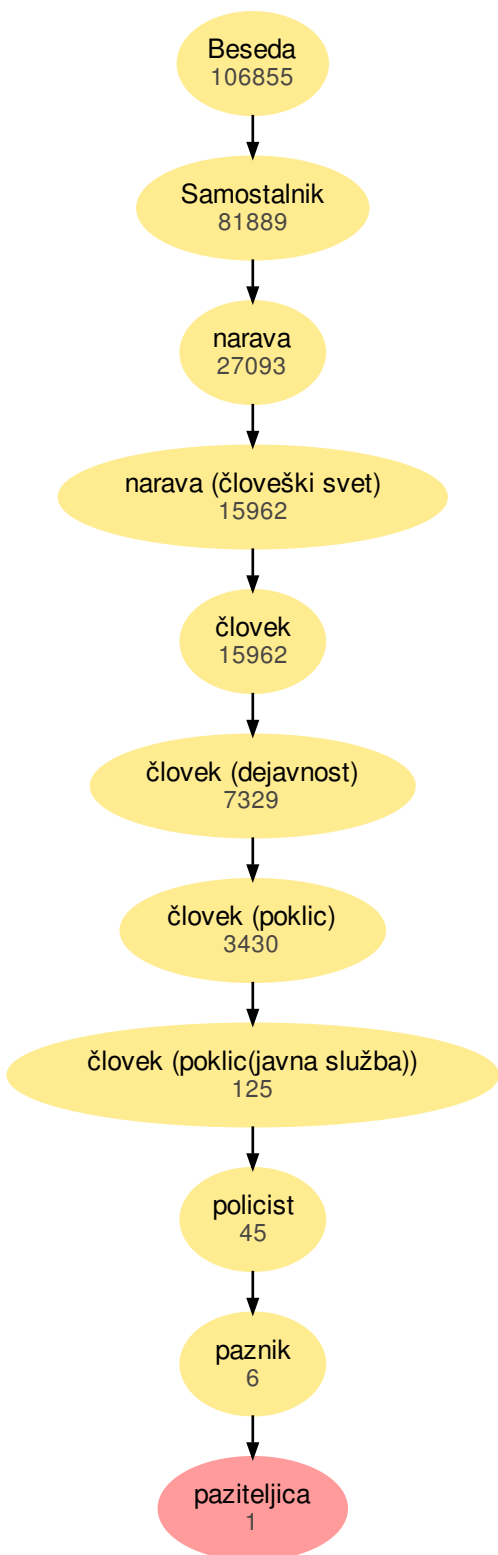 Beseda
106855
Samostalnik
81889
narava
27093
narava (človeški svet)
15962
človek
15962
človek (dejavnost)
7329
človek (poklic)
3430
človek (poklic(javna služba))
125
policist
45
paznik
6
paziteljica
1